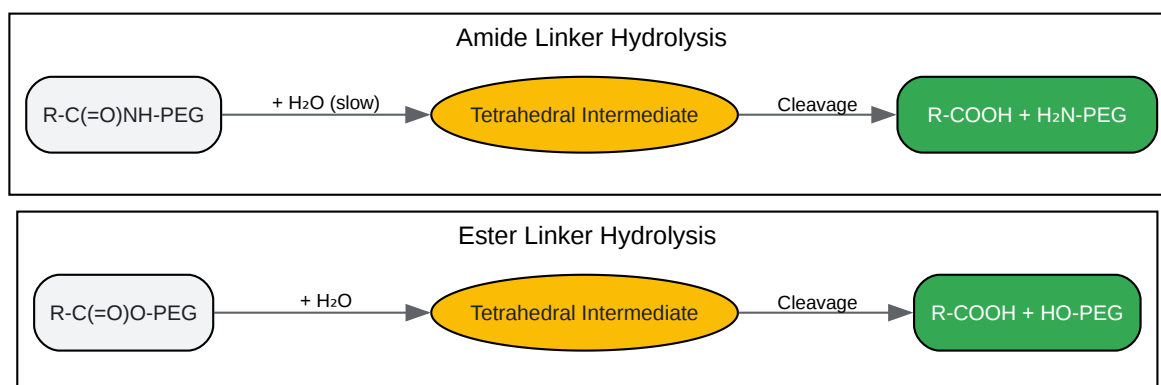 Amide Linker Hydrolysis
R-C(=O)NH-PEG
+ H₂O (slow)
Tetrahedral Intermediate
Cleavage
R-COOH + H₂N-PEG
Ester Linker Hydrolysis
R-C(=O)O-PEG
+ H₂O
Tetrahedral Intermediate
Cleavage
R-COOH + HO-PEG